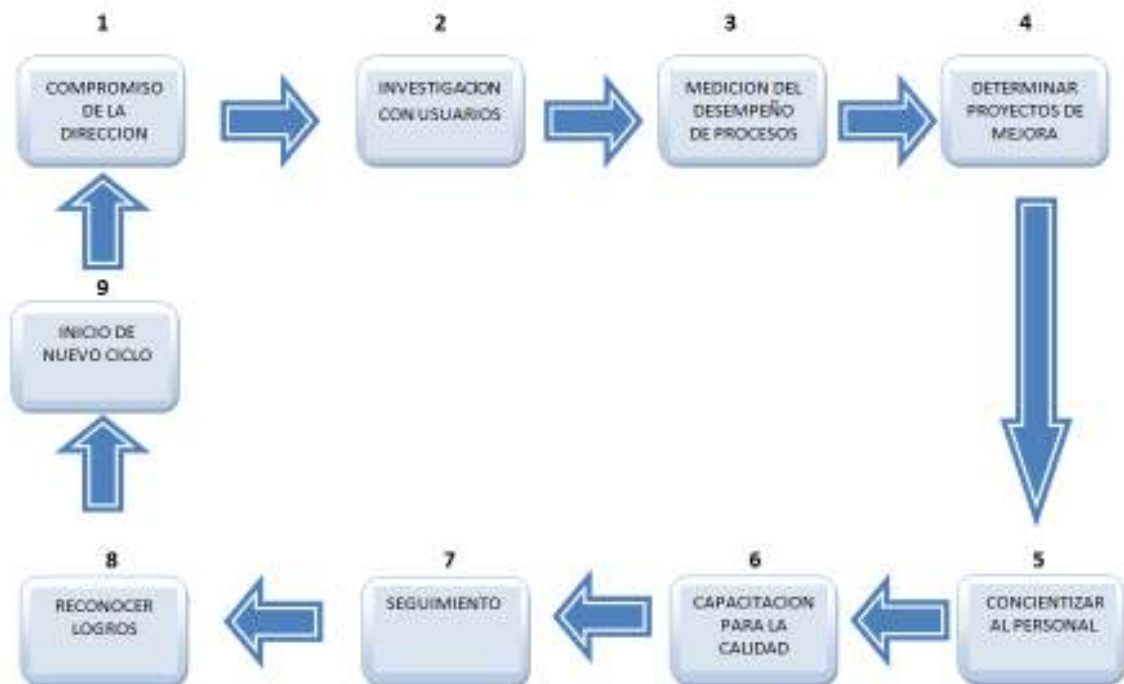 1
COMPROMISO
DE LA
DIRECCION
2
INVESTIGACION
CON USUARIOS
3
MEDICION DEL
DESEMPEÑO
DE PROCESOS
4
DETERMINAR
PROYECTOS DE
MEJORA
5
CONCIENTIZAR
AL PERSONAL
6
CAPACITACION
PARA LA
CALIDAD
7
SEGUIMIENTO
8
RECONOCER
LOGROS
9
INICIO DE
NUEVO CICLO